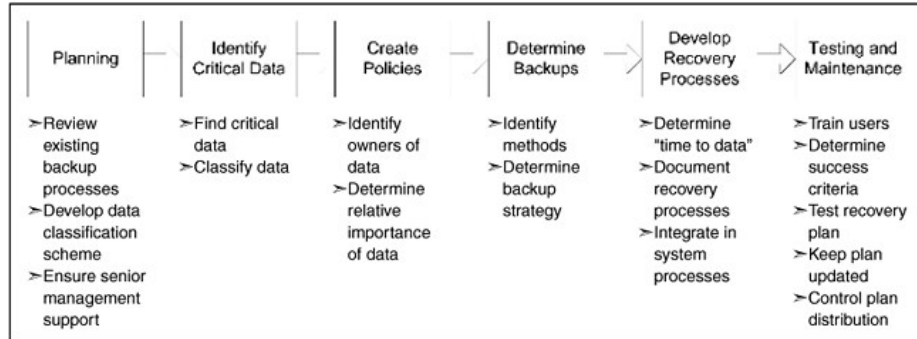 Planning
Identify
Critical Data
Create
Policies
Determine
Backups
Develop
Recovery
Processes
Testing and
Maintenance
➣Review
existing
backup
processes
➣Develop data
classification
scheme
➣Ensure senior
management
support
➣Find critical
data
➣Classify data
➣Identify
owners of
data
➣Determine
relative
importance
of data
➣Identify
methods
➣Determine
backup
strategy
➣Determine
"time to data"
➣Document
recovery
processes
➣Integrate in
system
processes
➣Train users
➣Determine
success
criteria
➣Test recovery
plan
➣Keep plan
updated
➣Control plan
distribution